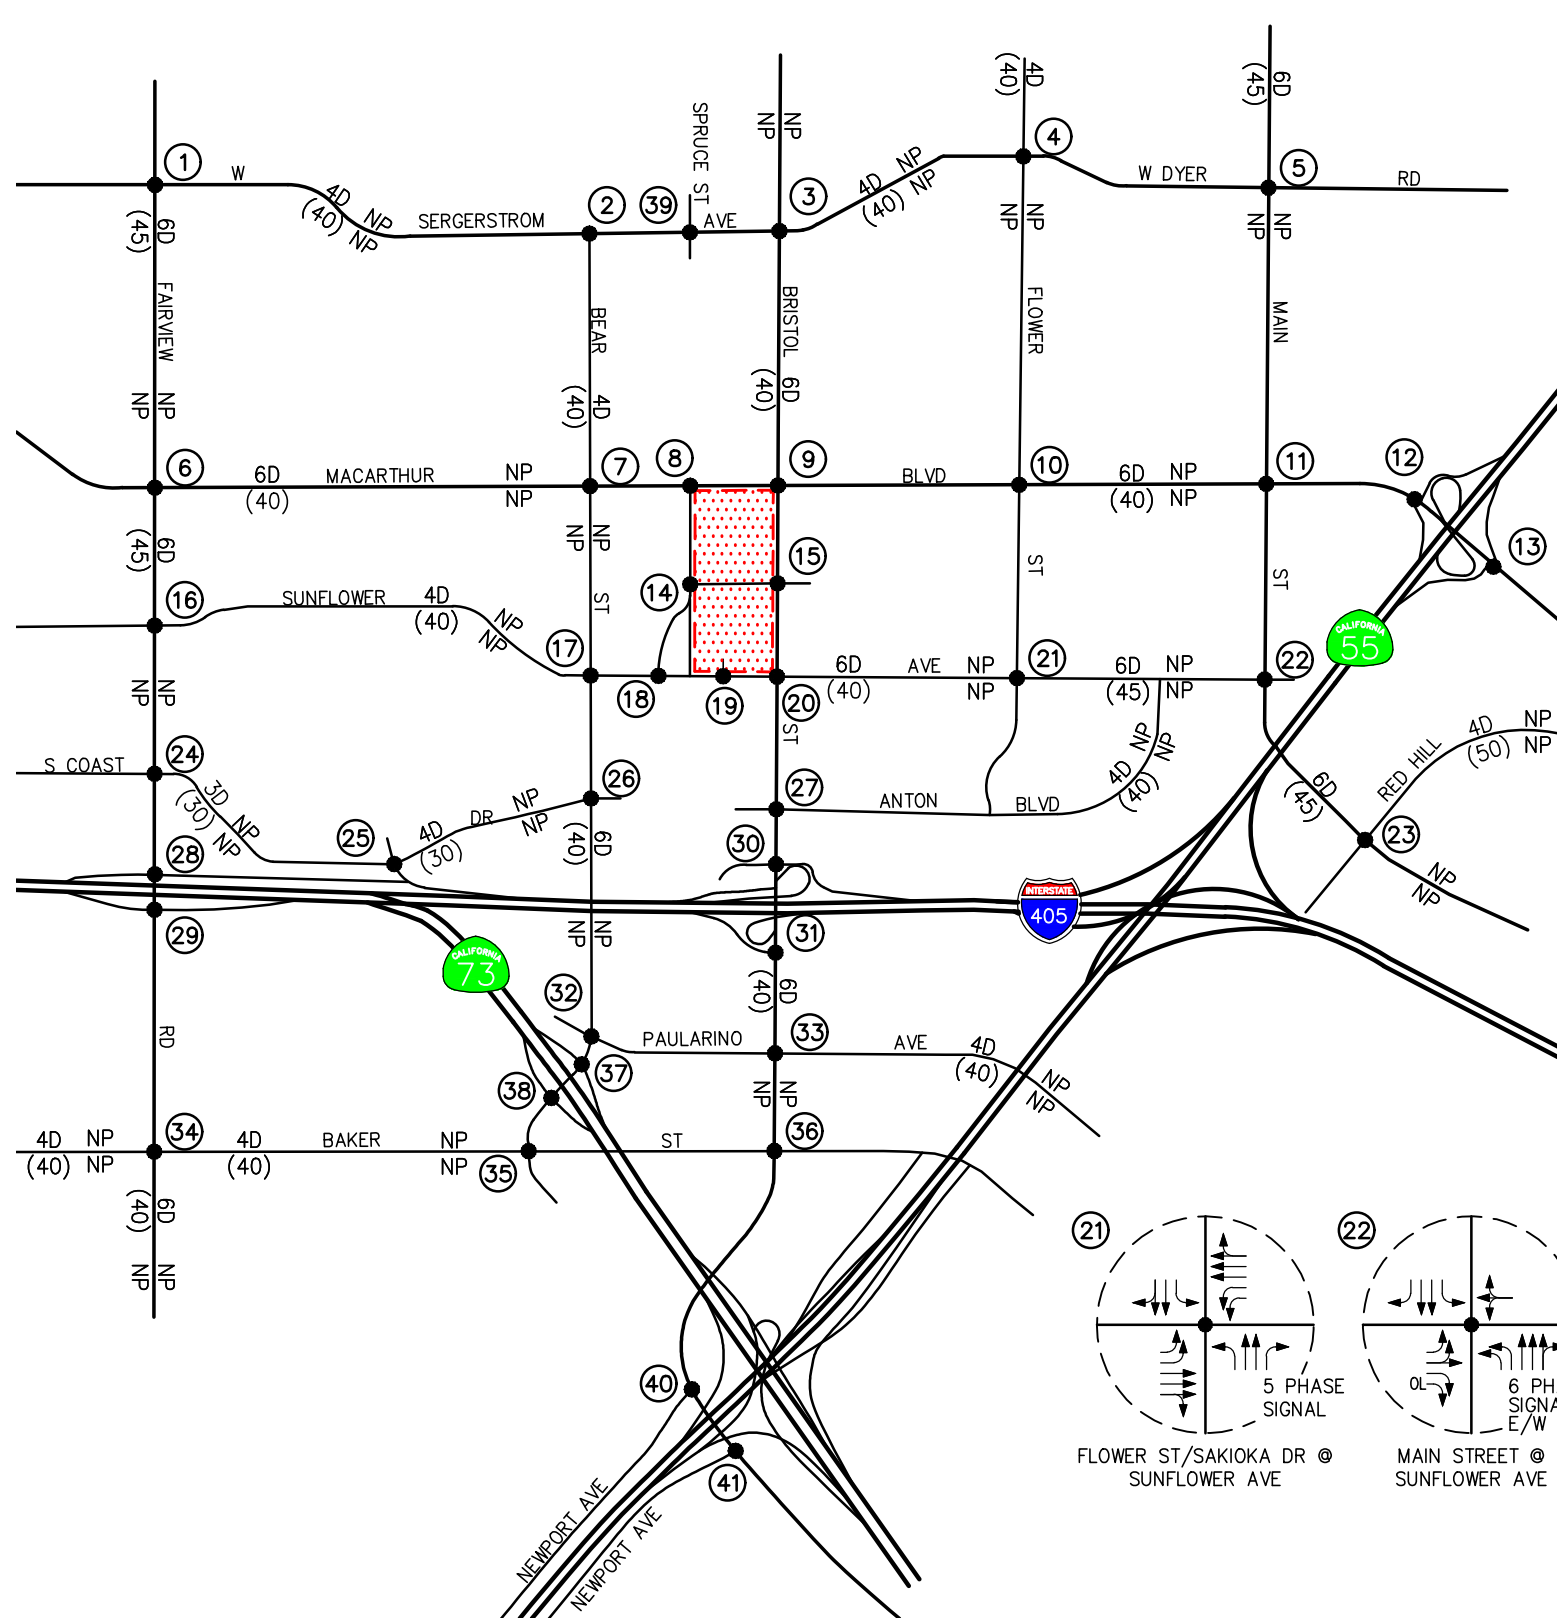 4D
(40)
6D
(45)
SPRUCE ST
NP
NP
1
W
4D
(40)
NP
NP
SERGERSTROM
2
39
AVE
3
4D
(40)
NP
NP
4
W DYER
5
RD
6D
(45)
NP
NP
NP
NP
FAIRVIEW
BEAR
BRISTOL
FLOWER
MAIN
NP
NP
4D
(40)
6D
(40)
6
6D
(40)
MACARTHUR
NP
NP
7
8
9
BLVD
10
6D
(40)
NP
NP
11
12
13
6D
(45)
NP
NP
15
14
ST
ST
ST
16
SUNFLOWER
4D
(40)
NP
NP
17
18
19
20
6D
(40)
AVE
NP
NP
21
6D
(45)
NP
NP
22
CALIFORNIA
55
NP
NP
ST
S COAST
24
3D
(30)
NP
NP
25
4D
(30)
DR
NP
NP
26
27
ANTON
BLVD
4D
(40)
NP
NP
6D
(45)
RED HILL
4D
(50)
NP
NP
23
NP
NP
28
6D
(40)
30
29
NP
NP
31
INTERSTATE
405
CALIFORNIA
73
32
6D
(40)
RD
PAULARINO
33
AVE
4D
(40)
NP
NP
37
38
NP
NP
4D
(40)
NP
NP
34
4D
(40)
BAKER
NP
NP
35
ST
36
6D
(40)
NP
NP
40
41
NEWPORT AVE
NEWPORT AVE
21
5 PHASE
SIGNAL
FLOWER ST/SAKIOKA DR @
SUNFLOWER AVE
22
OL
6 PH
SIGNA
E/W
MAIN STREET @
SUNFLOWER AVE